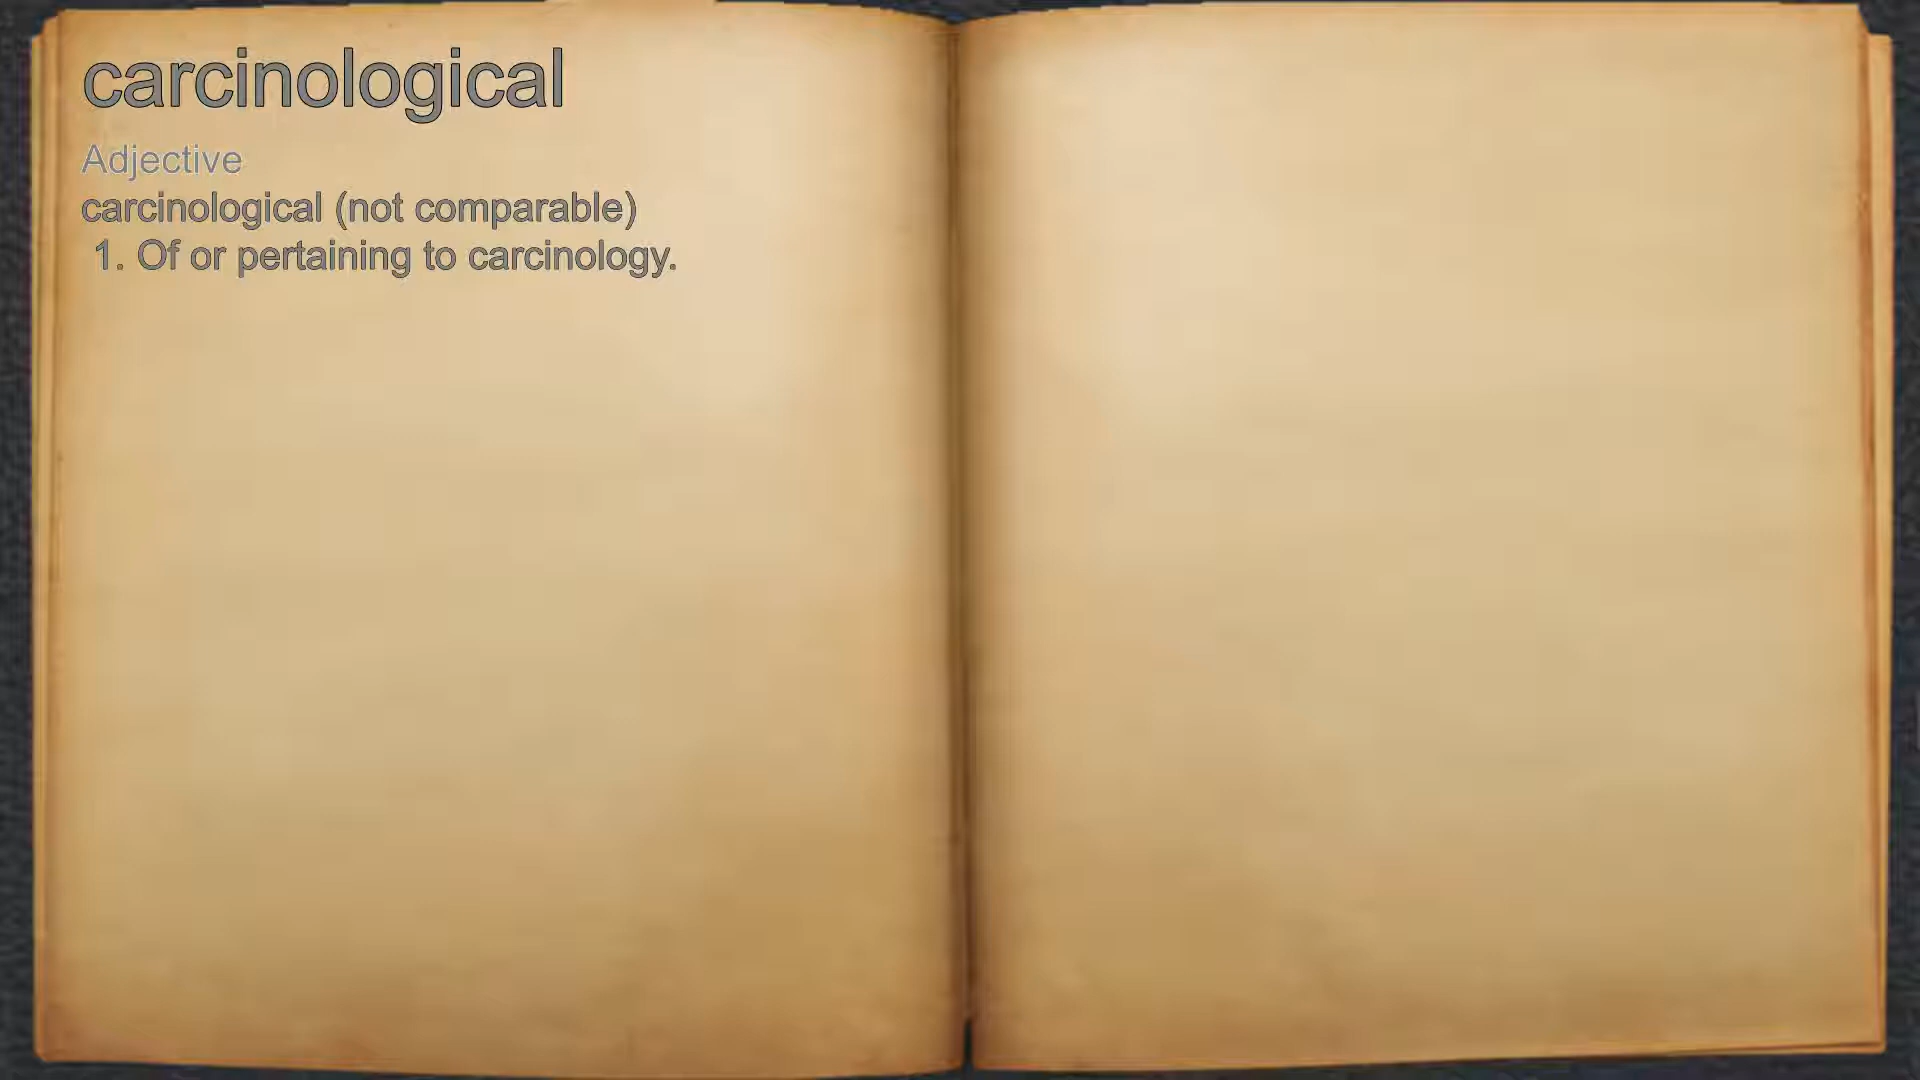 carcinological
Adjective
carcinological (not comparable)
1. Of or pertaining to carcinology.